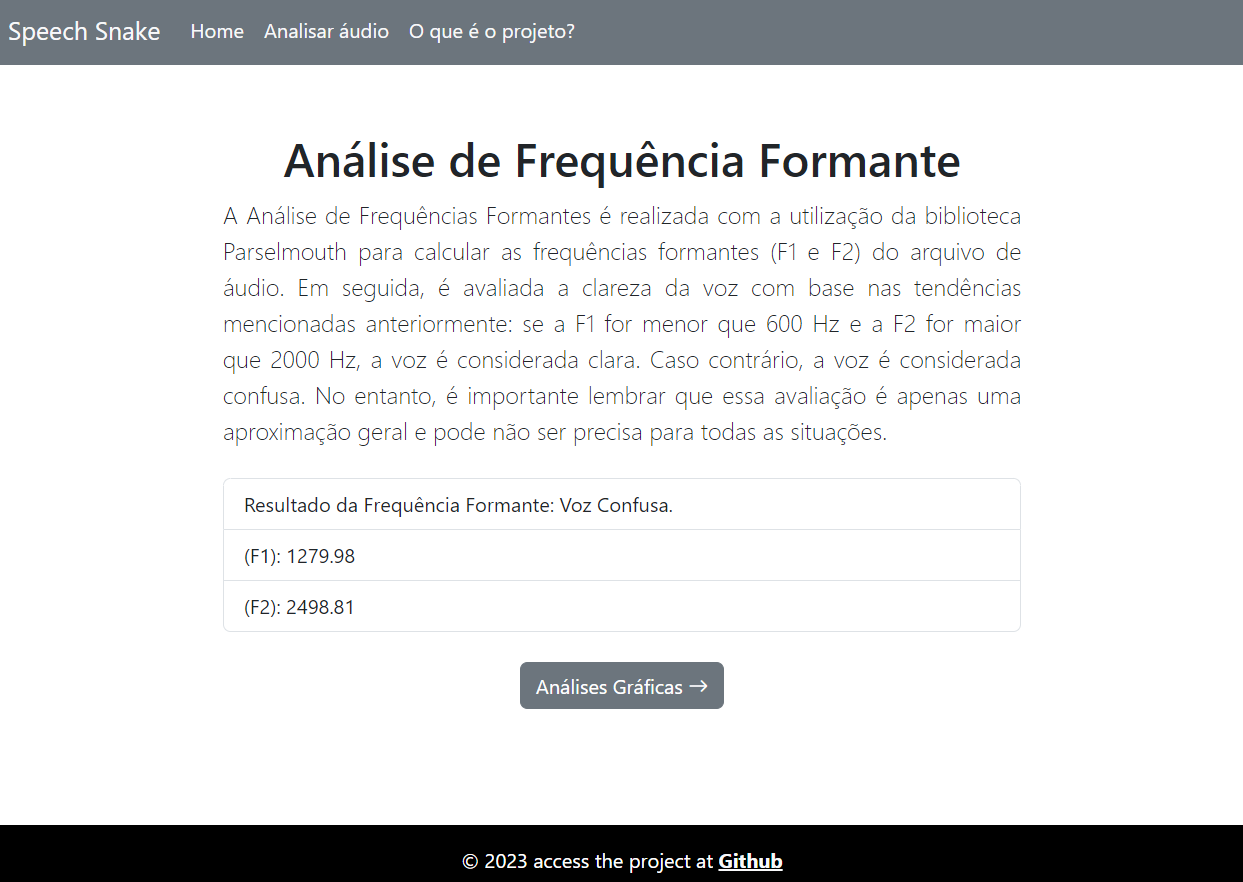 Speech Snake Home Analisar áudio O que é o projeto?
Análise de Frequência Formante
A Análise de Frequências Formantes é realizada com a utilização da biblioteca
Parselmouth para calcular as frequências formantes (F1 e F2) do arquivo de
áudio. Em seguida, é avaliada a clareza da voz com base nas tendências
mencionadas anteriormente: se a F1 for menor que 600 Hz e a F2 for maior
que 2000 Hz, a voz é considerada clara. Caso contrário, a voz é considerada
confusa. No entanto, é importante lembrar que essa avaliação é apenas uma
aproximação geral e pode não ser precisa para todas as situações.
Resultado da Frequência Formante: Voz Confusa.
(F1): 1279.98
(F2): 2498.81
Análises Gráficas →
© 2023 access the project at Github